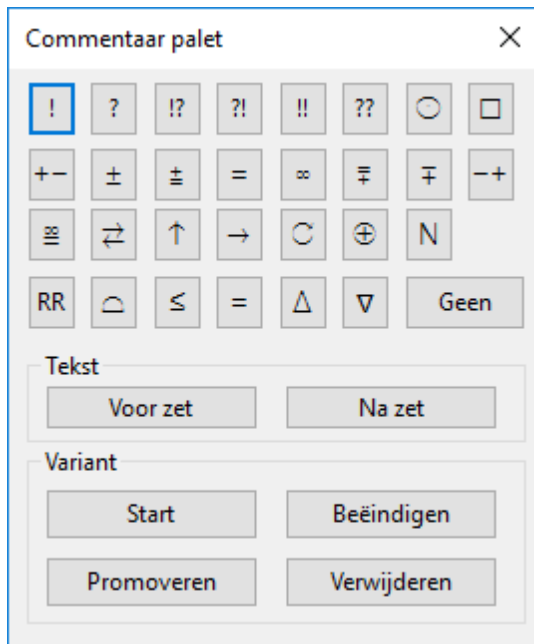 Commentaar palet
! ? !? ?! !! ?? ⊙ □
+− ± ⩲ = ∞ ⩱ ∓ −+
⯹ ⇄ ↑ → C ⊕ N
RR ⌓ ≤ = Δ ∇ Geen
Tekst
Voor zet Na zet
Variant
Start Beëindigen
Promoveren Verwijderen